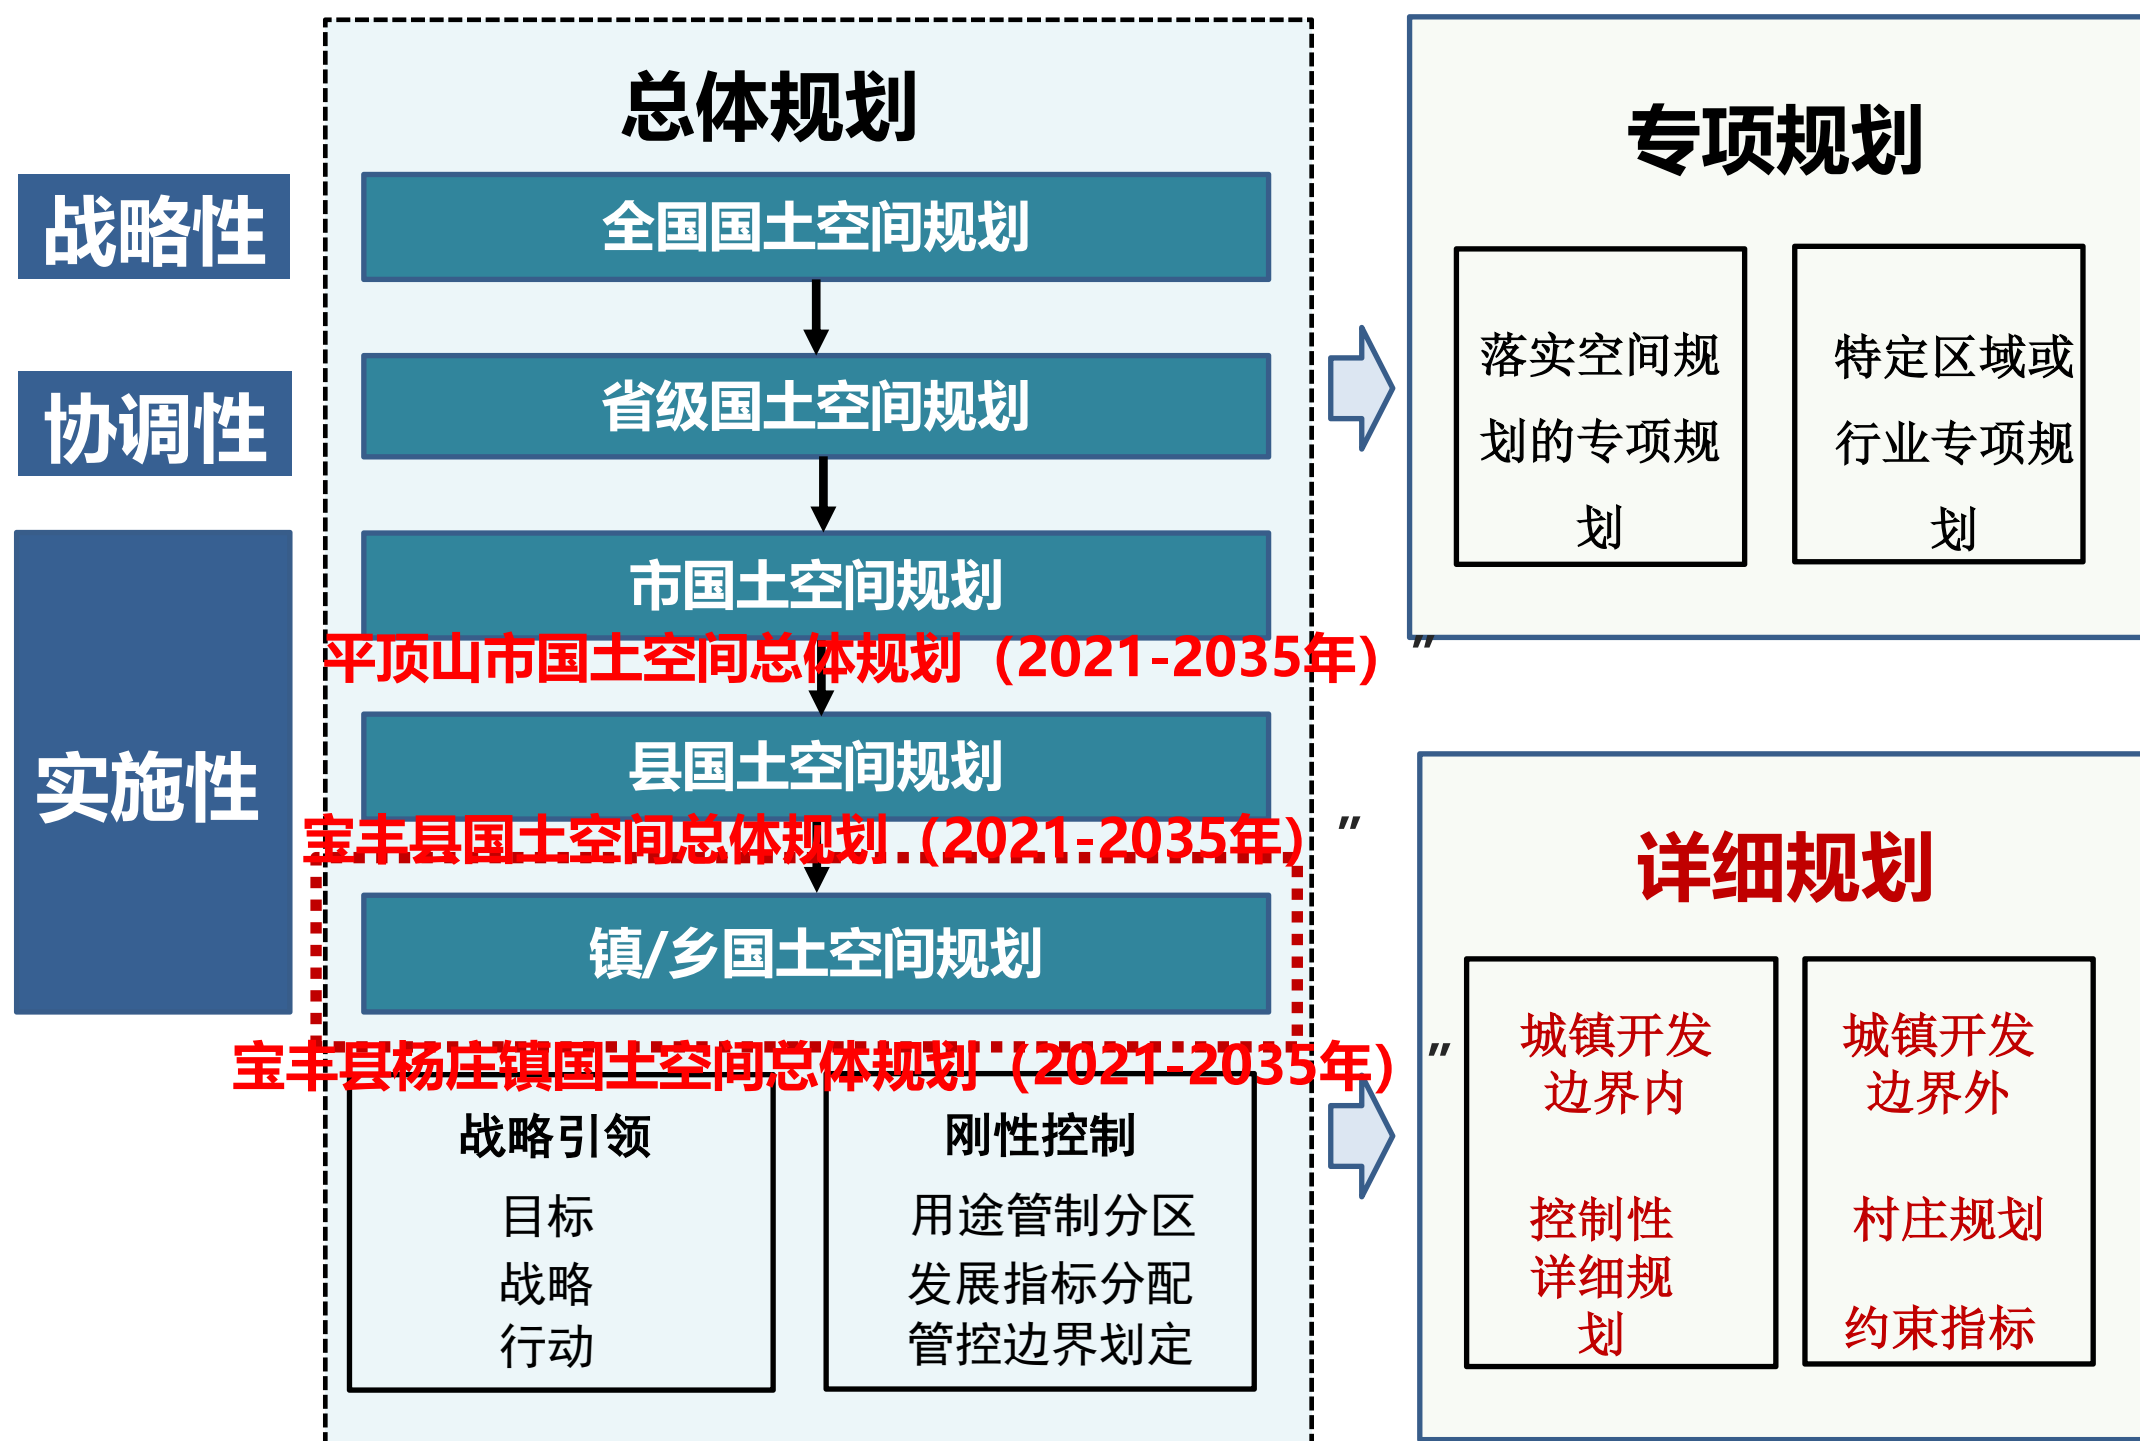 总体规划
战略性
全国国土空间规划
协调性
省级国土空间规划
实施性
市国土空间规划
平顶山市国土空间总体规划（2021-2035年）”
县国土空间规划
宝丰县国土空间总体规划（2021-2035年）”
镇/乡国土空间规划
宝丰县杨庄镇国土空间总体规划（2021-2035年）”
战略引领
目标
战略
行动
刚性控制
用途管制分区
发展指标分配
管控边界划定
专项规划
落实空间规
划的专项规
划
特定区域或
行业专项规
划
详细规划
城镇开发
边界内
控制性
详细规
划
城镇开发
边界外
村庄规划
约束指标